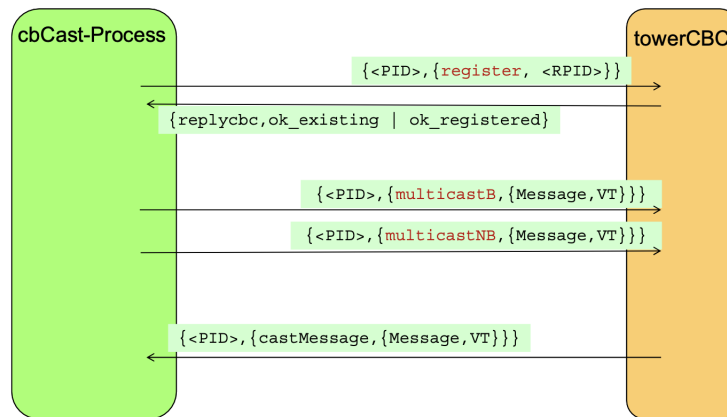 cbCast-Process
towerCBC
{<PID>,{register, <RPID>}}
{replycbc,ok_existing | ok_registered}
{<PID>,{multicastB,{Message,VT}}}
{<PID>,{multicastNB,{Message,VT}}}
{<PID>,{castMessage,{Message,VT}}}